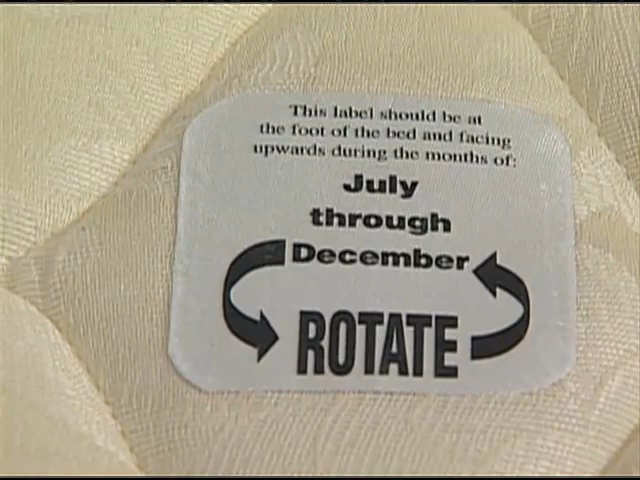 This label should be at
the foot of the bed and facing
upwards during the months of:
July
through
December
ROTATE